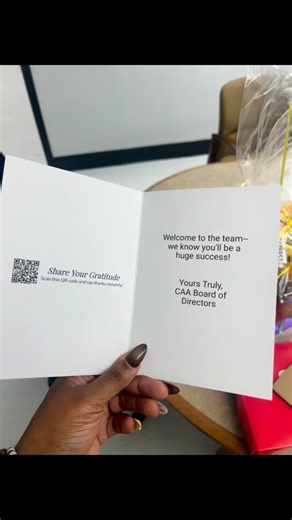 Share Your Gratitude
Scan this QR code and say thanks instantly!
Welcome to the team–
we know you'll be a
huge success!
Yours Truly,
CAA Board of
Directors